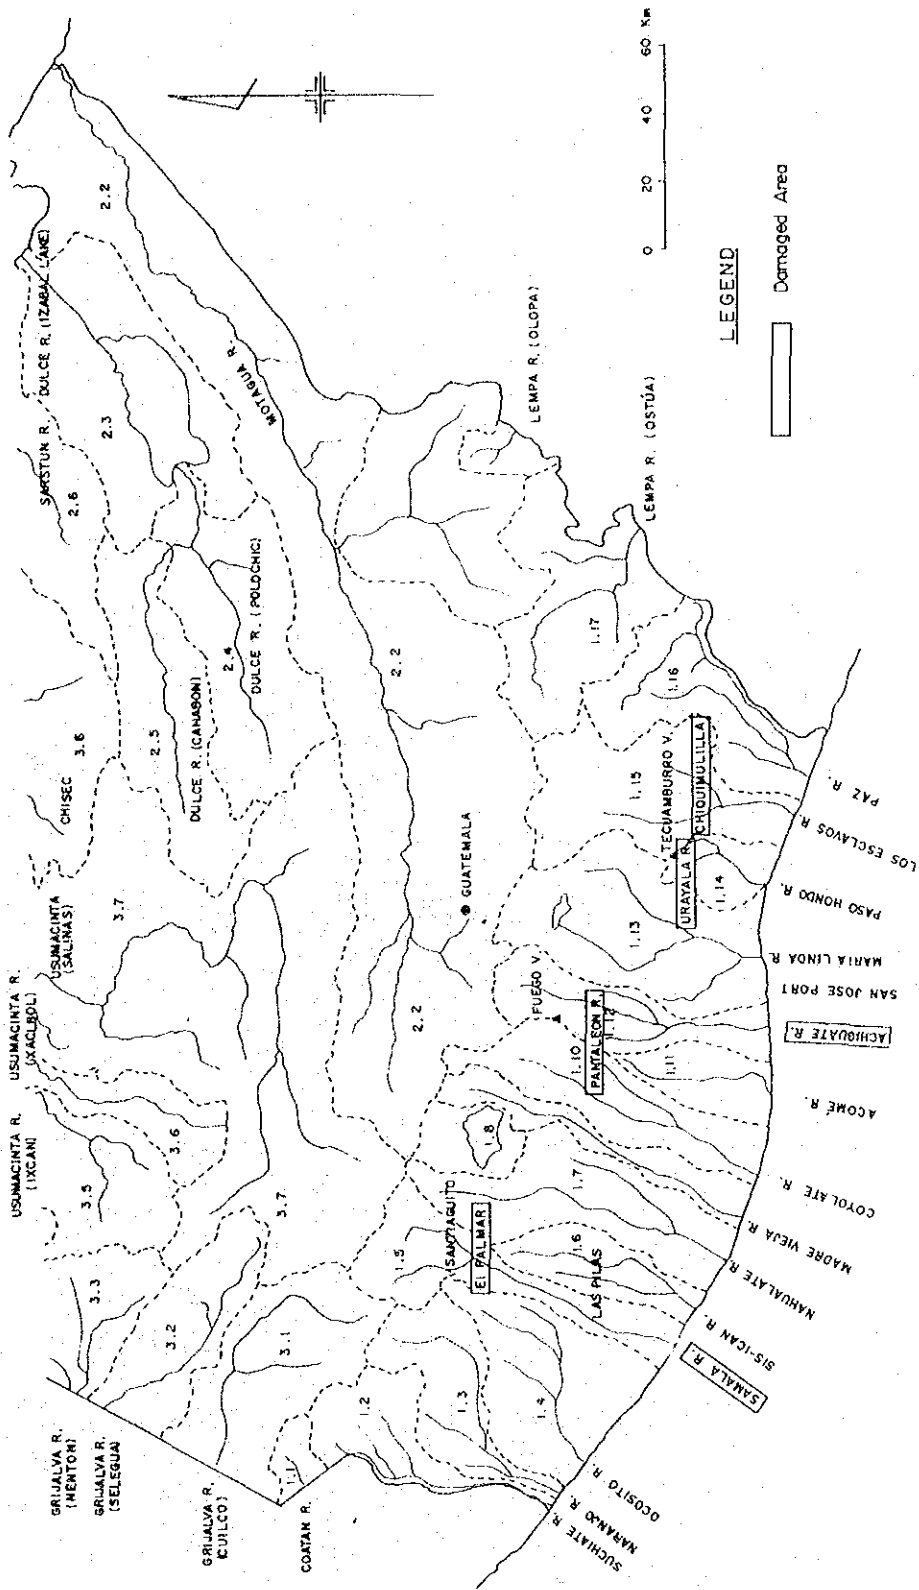 GRIJALVA R.
(NENTON)
GRIJALVA R.
(SELEGUA)
GRIJALVA R.
(CUILCO)
COATAN R.
USUMACINTA R.
(IXCAN)
USUMACINTA R.
(IXACLBOL)
USUMACINTA
(SALINAS)
CHISEC
SARSTUN R.
DULCE R. (IZABAL LAKE)
3.3
3.5
3.6
3.7
3.6
2.6
2.3
2.2
3.2
3.7
2.5
DULCE R. (CAHABON)
2.4
DULCE R. (POLOCHIC)
MOTAGUA R.
3.1
2.2
2.2
1.1
1.2
1.3
1.4
1.5
(SANTIAGUITO
El PALMAR
1.8
1.6
1.7
LAS PILAS
GUATEMALA
FUEGO V.
1.10
PANTALEON R.
1.12
1.11
1.13
1.15
TECUAMBURRO V.
URAYALA R.
CHIQUIMULILLA
1.14
1.16
1.17
LEMPA R. (OLOPA)
LEMPA R. (OSTÚA)
SUCHIATE R.
NARANJO R.
OCOSITO R.
SAMALA R.
SIS-ICAN R.
NAHUALATE R.
MADRE VIEJA R.
COYOLATE R.
ACOMÉ R.
ACHIGUATE R.
SAN JOSE PORT
MARIA LINDA R.
PASO HONDO R.
LOS ESCLAVOS R.
PAZ R.
0 20 40 60 Km
LEGEND
Damaged Area